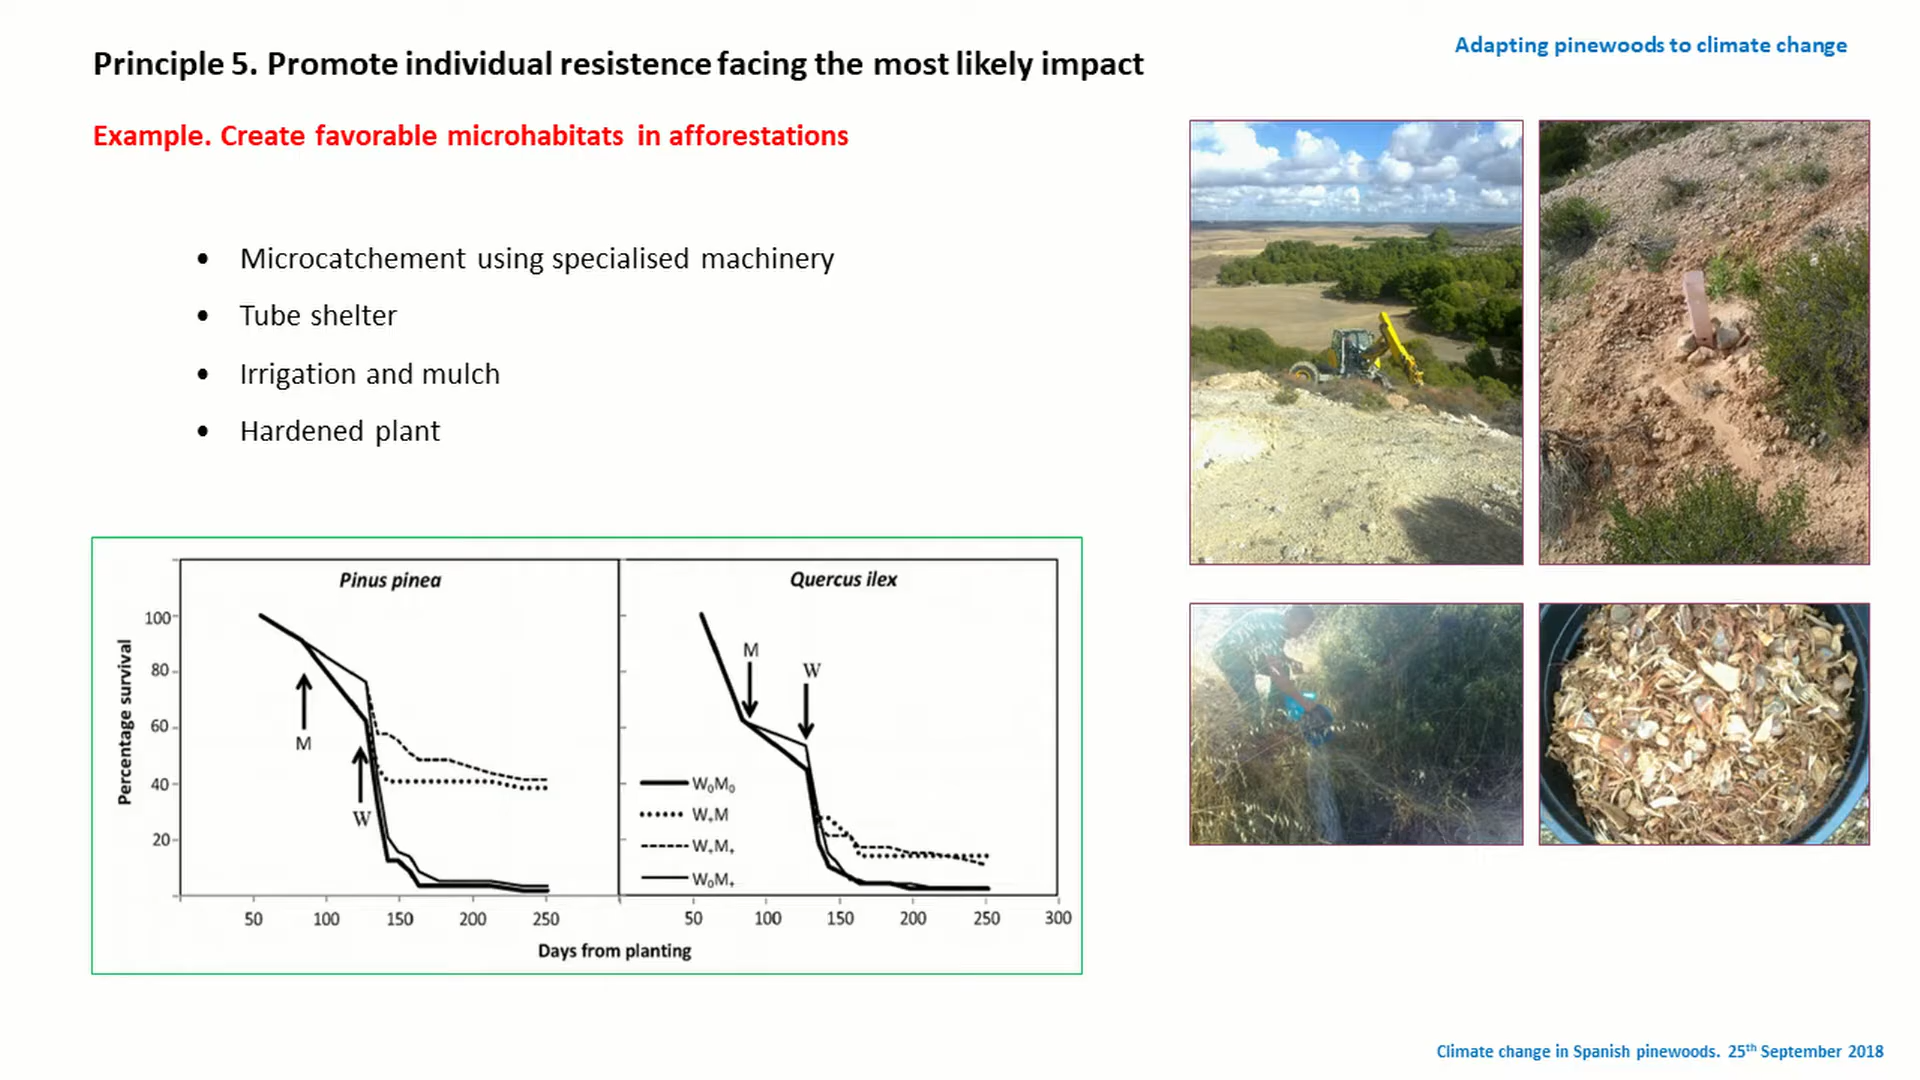 Principle 5. Promote individual resistence facing the most likely impact
Adapting pinewoods to climate change
Example. Create favorable microhabitats in afforestations
• Microcatchement using specialised machinery
• Tube shelter
• Irrigation and mulch
• Hardened plant
Pinus pinea
Quercus ilex
Percentage survival
100
80
60
40
20
M
W
M
W
W₀M₀
W₊M
W₊M₊
W₀M₊
50 100 150 200 250
50 100 150 200 250 300
Days from planting
Climate change in Spanish pinewoods. 25th September 2018